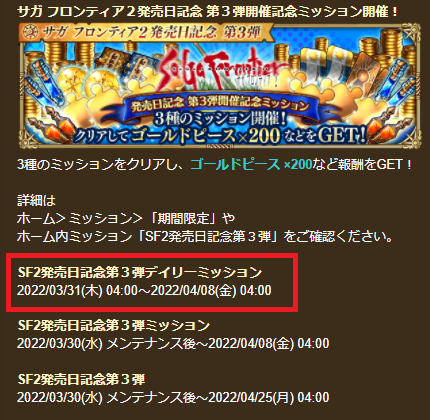 サガ フロンティア２発売日記念 第３弾開催記念ミッション開催！
サガ フロンティア２発売日記念 第３弾
SaGa Frontier
発売日記念 第３弾開催記念ミッション
3種のミッション開催！
クリアしてゴールドピース×200などをGET!
3種のミッションをクリアし、ゴールドピース ×200など報酬をGET！
詳細は
ホーム＞ミッション＞「期間限定」や
ホーム内ミッション「SF2発売日記念第３弾」をご確認ください。
SF2発売日記念第３弾デイリーミッション
2022/03/31(木) 04:00～2022/04/08(金) 04:00
SF2発売日記念第３弾ミッション
2022/03/30(水) メンテナンス後～2022/04/08(金) 04:00
SF2発売日記念第３弾
2022/03/30(水) メンテナンス後～2022/04/25(月) 04:00